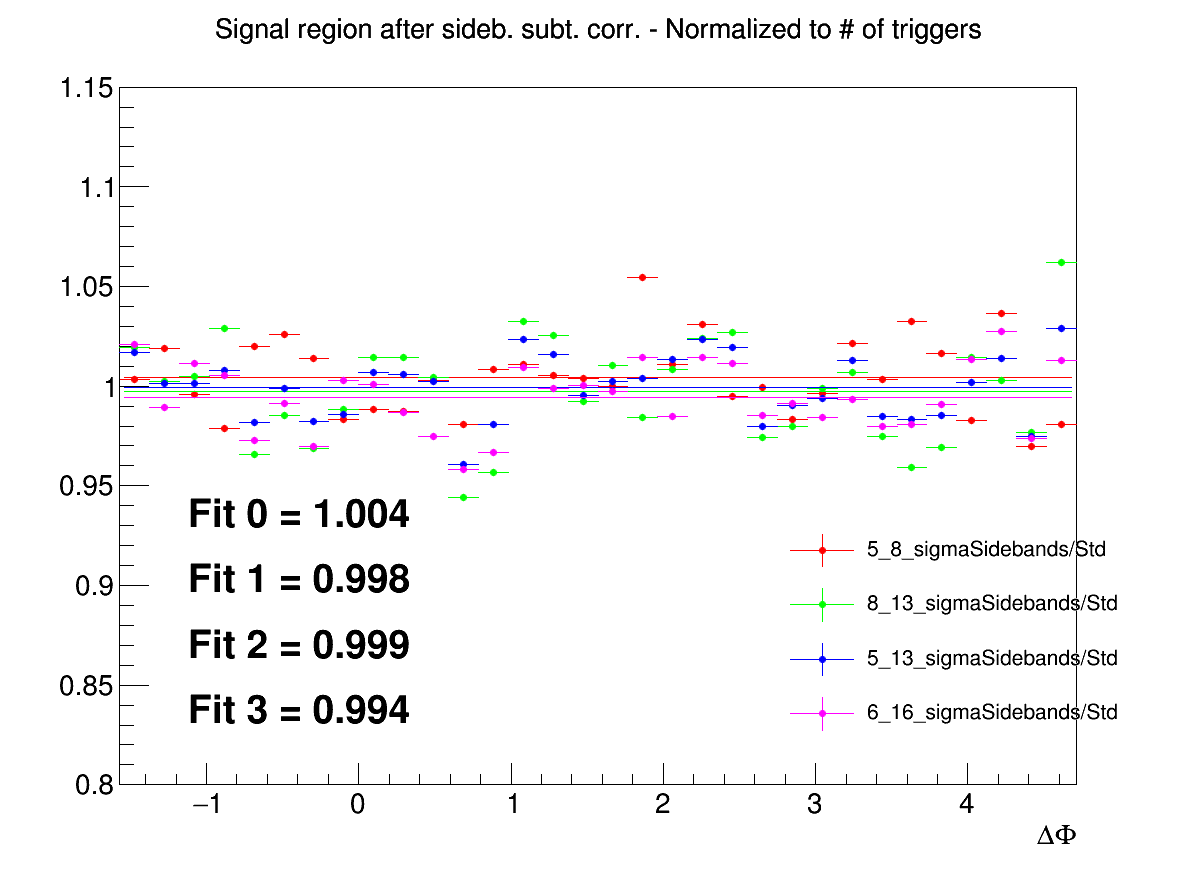 Signal region after sideb. subt. corr. - Normalized to # of triggers
1.15
1.1
1.05
1
0.95
0.9
0.85
0.8
Fit 0 = 1.004
Fit 1 = 0.998
Fit 2 = 0.999
Fit 3 = 0.994
5_8_sigmaSidebands/Std
8_13_sigmaSidebands/Std
5_13_sigmaSidebands/Std
6_16_sigmaSidebands/Std
−1 0 1 2 3 4
ΔΦ